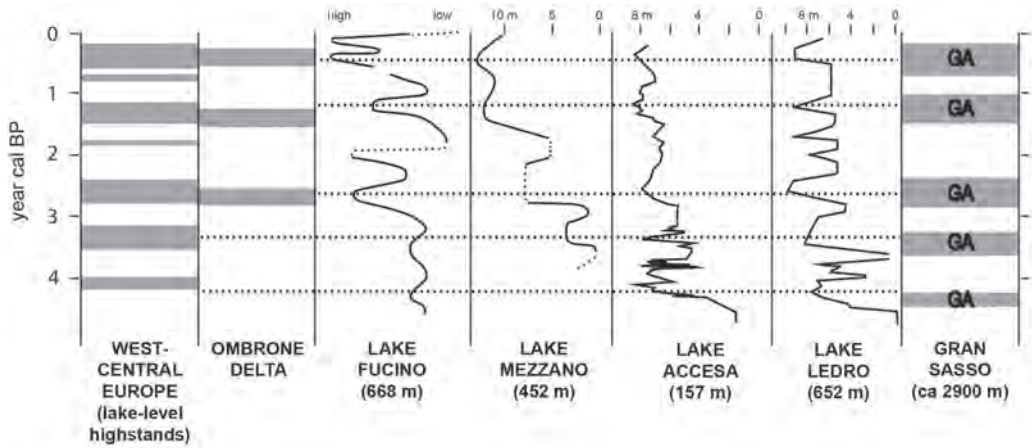 High low 10 m 5 0 8 m 4 0 8 m 4 0
year cal BP
0
1
2
3
4
GA
GA
GA
GA
GA
WEST-
CENTRAL
EUROPE
(lake-level
highstands)
OMBRONE
DELTA
LAKE
FUCINO
(668 m)
LAKE
MEZZANO
(452 m)
LAKE
ACCESA
(157 m)
LAKE
LEDRO
(652 m)
GRAN
SASSO
(ca 2900 m)